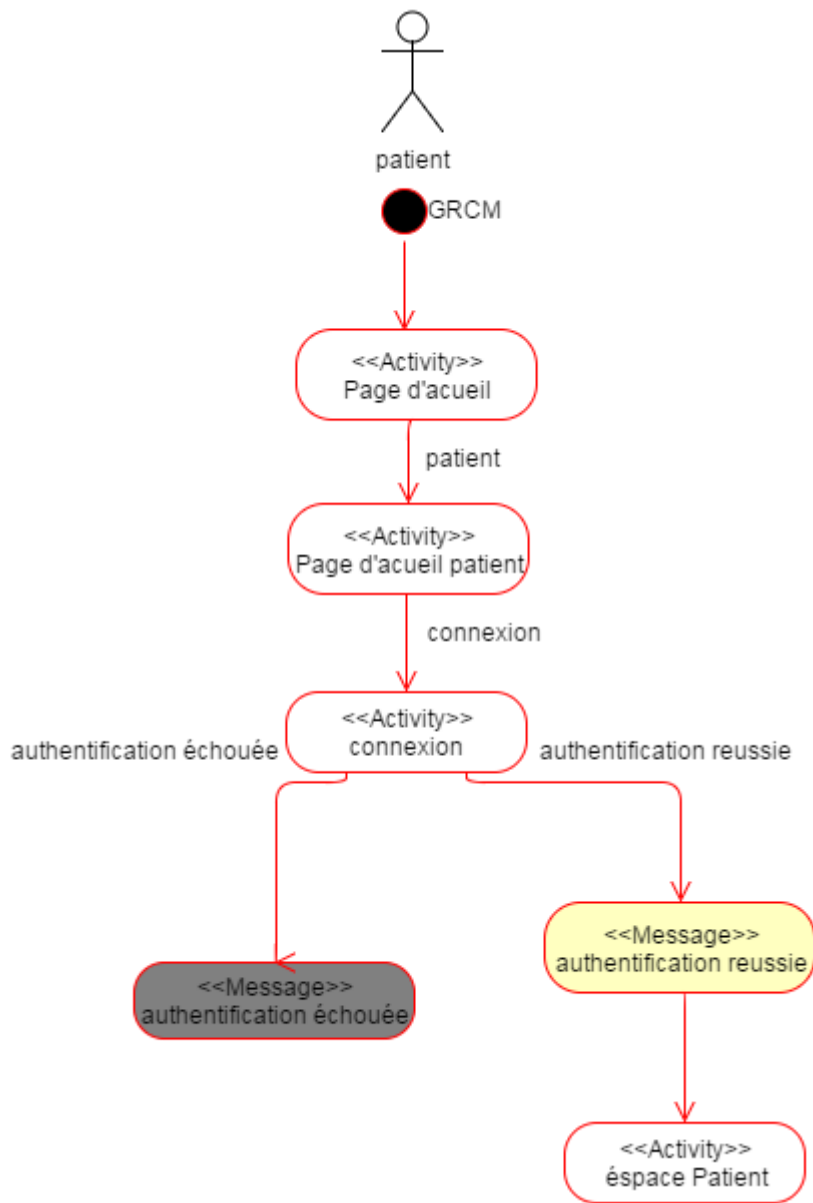 patient
GRCM
<<Activity>>
Page d'acueil
patient
<<Activity>>
Page d'acueil patient
connexion
<<Activity>>
connexion
authentification échouée
authentification reussie
<<Message>>
authentification reussie
<<Message>>
authentification échouée
<<Activity>>
éspace Patient